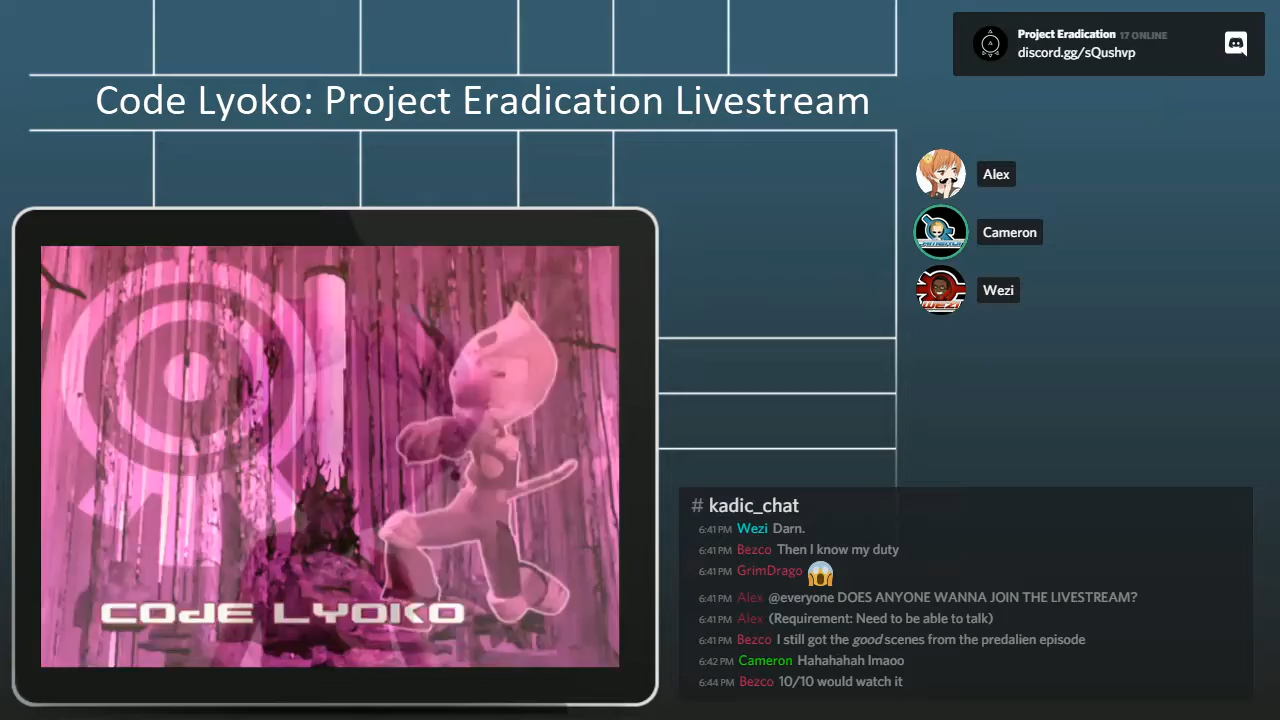 Project Eradication 17 ONLINE
discord.gg/sQushvp
Code Lyoko: Project Eradication Livestream
Alex
Cameron
Wezi
WEZI
CODE LYOKO
# kadic_chat
6:41 PM Wezi Darn.
6:41 PM Bezco Then I know my duty
6:41 PM GrimDrago 😱
6:41 PM Alex @everyone DOES ANYONE WANNA JOIN THE LIVESTREAM?
6:41 PM Alex (Requirement: Need to be able to talk)
6:41 PM Bezco I still got the good scenes from the predalien episode
6:42 PM Cameron Hahahahah lmaoo
6:44 PM Bezco 10/10 would watch it